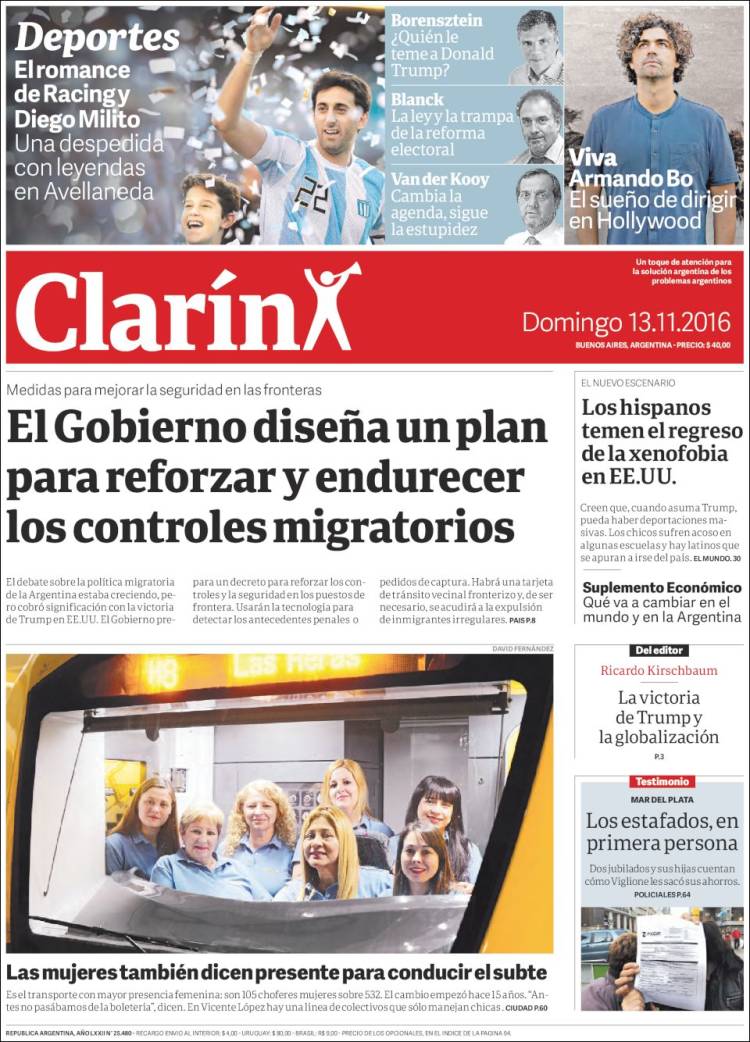 Deportes
El romance
de Racing y
Diego Milito
Una despedida
con leyendas
en Avellaneda
22
Borensztein
¿Quién le
teme a Donald
Trump?
Blanck
La ley y la trampa
de la reforma
electoral
Van der Kooy
Cambia la
agenda, sigue
la estupidez
Viva
Armando Bo
El sueño de dirigir
en Hollywood
Clarín
Un toque de atención para
la solución argentina de los
problemas argentinos
Domingo 13.11.2016
BUENOS AIRES, ARGENTINA - PRECIO: $ 40,00
Medidas para mejorar la seguridad en las fronteras
El Gobierno diseña un plan
para reforzar y endurecer
los controles migratorios
El debate sobre la política migratoria
de la Argentina estaba creciendo, pe-
ro cobró significación con la victoria
de Trump en EE.UU. El Gobierno pre-
para un decreto para reforzar los con-
troles y la seguridad en los puestos de
frontera. Usarán la tecnología para
detectar los antecedentes penales o
pedidos de captura. Habrá una tarjeta
de tránsito vecinal fronterizo y, de ser
necesario, se acudirá a la expulsión
de inmigrantes irregulares. PAIS P.8
EL NUEVO ESCENARIO
Los hispanos
temen el regreso
de la xenofobia
en EE.UU.
Creen que, cuando asuma Trump,
pueda haber deportaciones ma-
sivas. Los chicos sufren acoso en
algunas escuelas y hay latinos que
se apuran a irse del país. EL MUNDO. 30
Suplemento Económico
Qué va a cambiar en el
mundo y en la Argentina
Del editor
Ricardo Kirschbaum
La victoria
de Trump y
la globalización
P.3
Testimonio
MAR DEL PLATA
Los estafados, en
primera persona
Dos jubilados y sus hijas cuentan
cómo Viglione les sacó sus ahorros.
POLICIALES P.64
DAVID FERNÁNDEZ
H8 Las Heras
Las mujeres también dicen presente para conducir el subte
Es el transporte con mayor presencia femenina: son 105 choferes mujeres sobre 532. El cambio empezó hace 15 años. “An-
tes no pasábamos de la boletería”, dicen. En Vicente López hay una línea de colectivos que sólo manejan chicas. CIUDAD P.60
REPUBLICA ARGENTINA, AÑO LXXII N° 25.480 - RECARGO ENVIO AL INTERIOR: $ 4,00 - URUGUAY: $ 80,00 - BRASIL: R$ 9,00 - PRECIO DE LOS OPCIONALES, EN EL INDICE DE LA PAGINA 94.